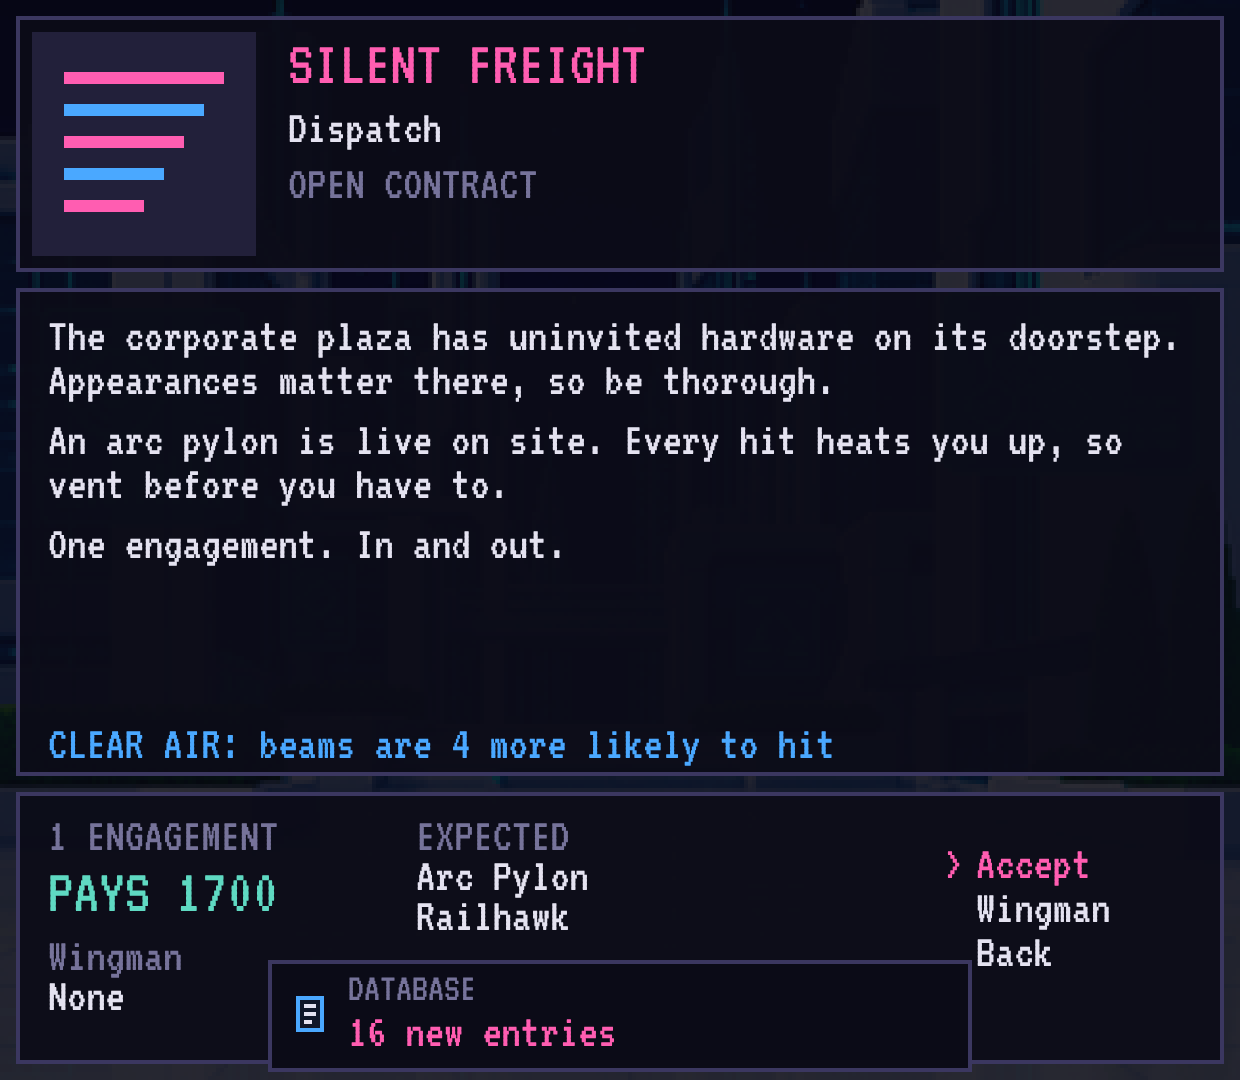 SILENT FREIGHT
Dispatch
OPEN CONTRACT
The corporate plaza has uninvited hardware on its doorstep.
Appearances matter there, so be thorough.
An arc pylon is live on site. Every hit heats you up, so
vent before you have to.
One engagement. In and out.
CLEAR AIR: beams are 4 more likely to hit
1 ENGAGEMENT
PAYS 1700
Wingman
None
EXPECTED
Arc Pylon
Railhawk
> Accept
Wingman
Back
DATABASE
16 new entries